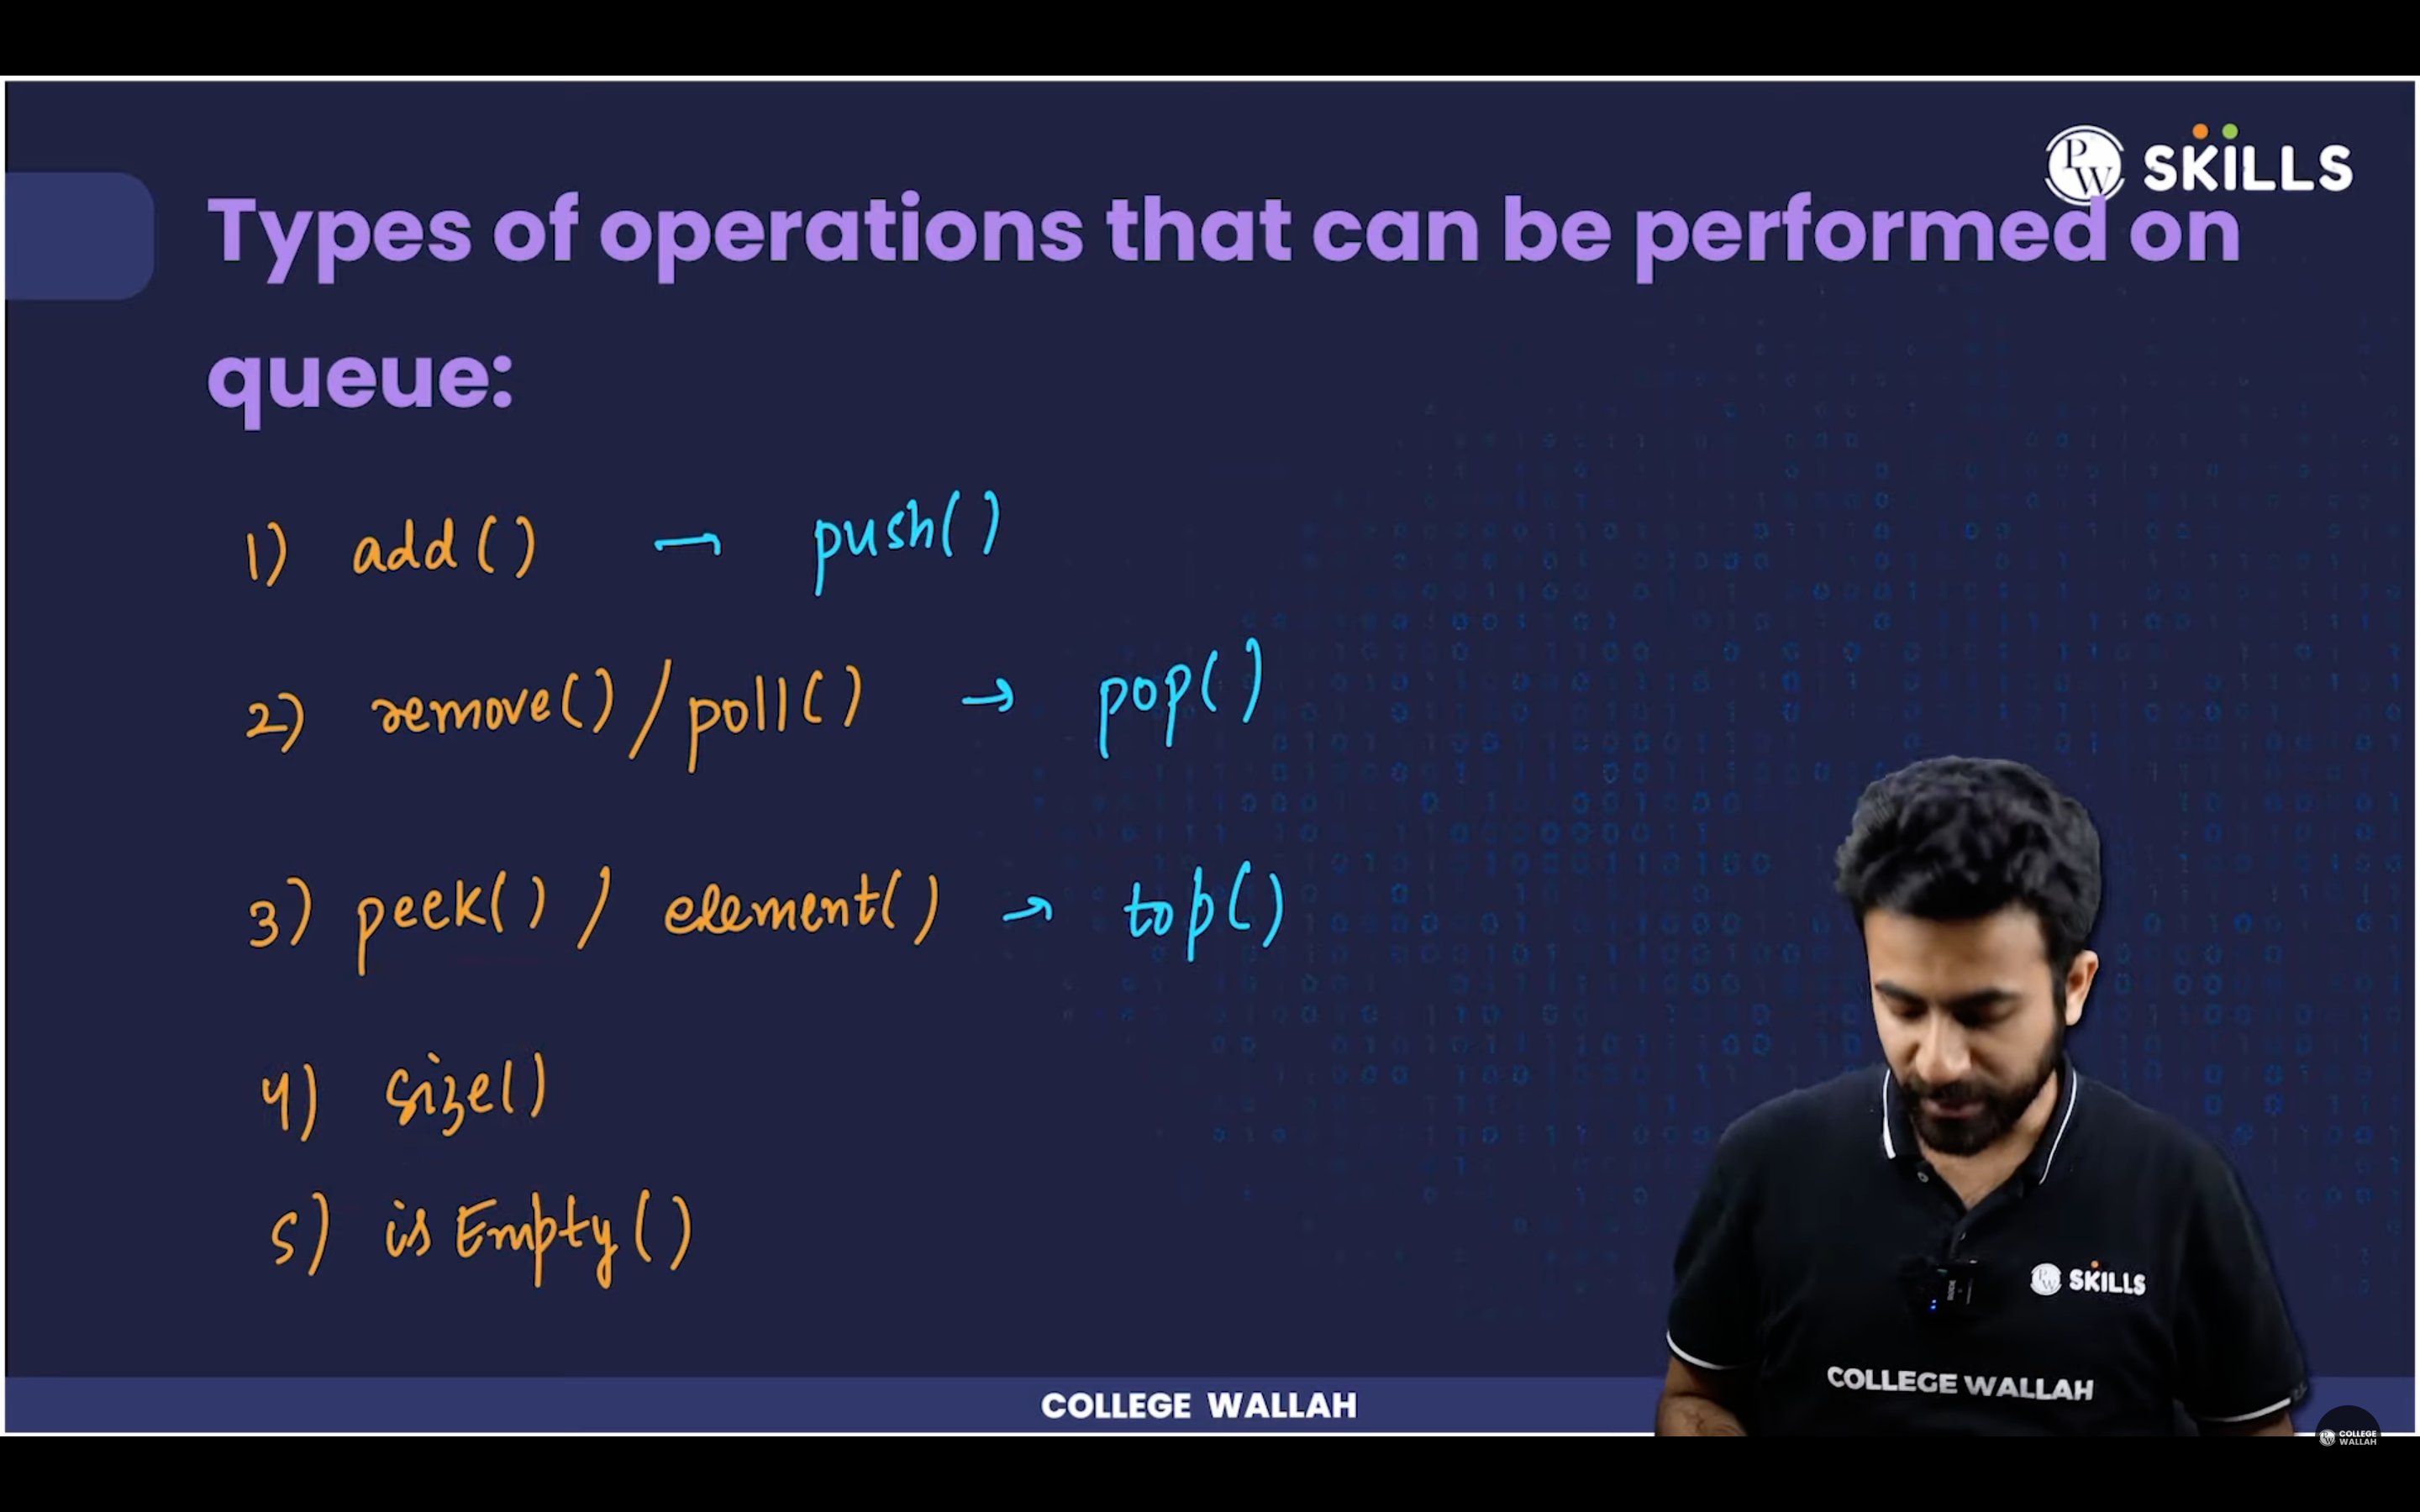 PW SKILLS
Types of operations that can be performed on
queue:
1) add() → push()
2) remove() / poll() → pop()
3) peek() / element() → top()
4) size()
5) isEmpty()
PW SKILLS
COLLEGE WALLAH
COLLEGE WALLAH
PW COLLEGE
WALLAH